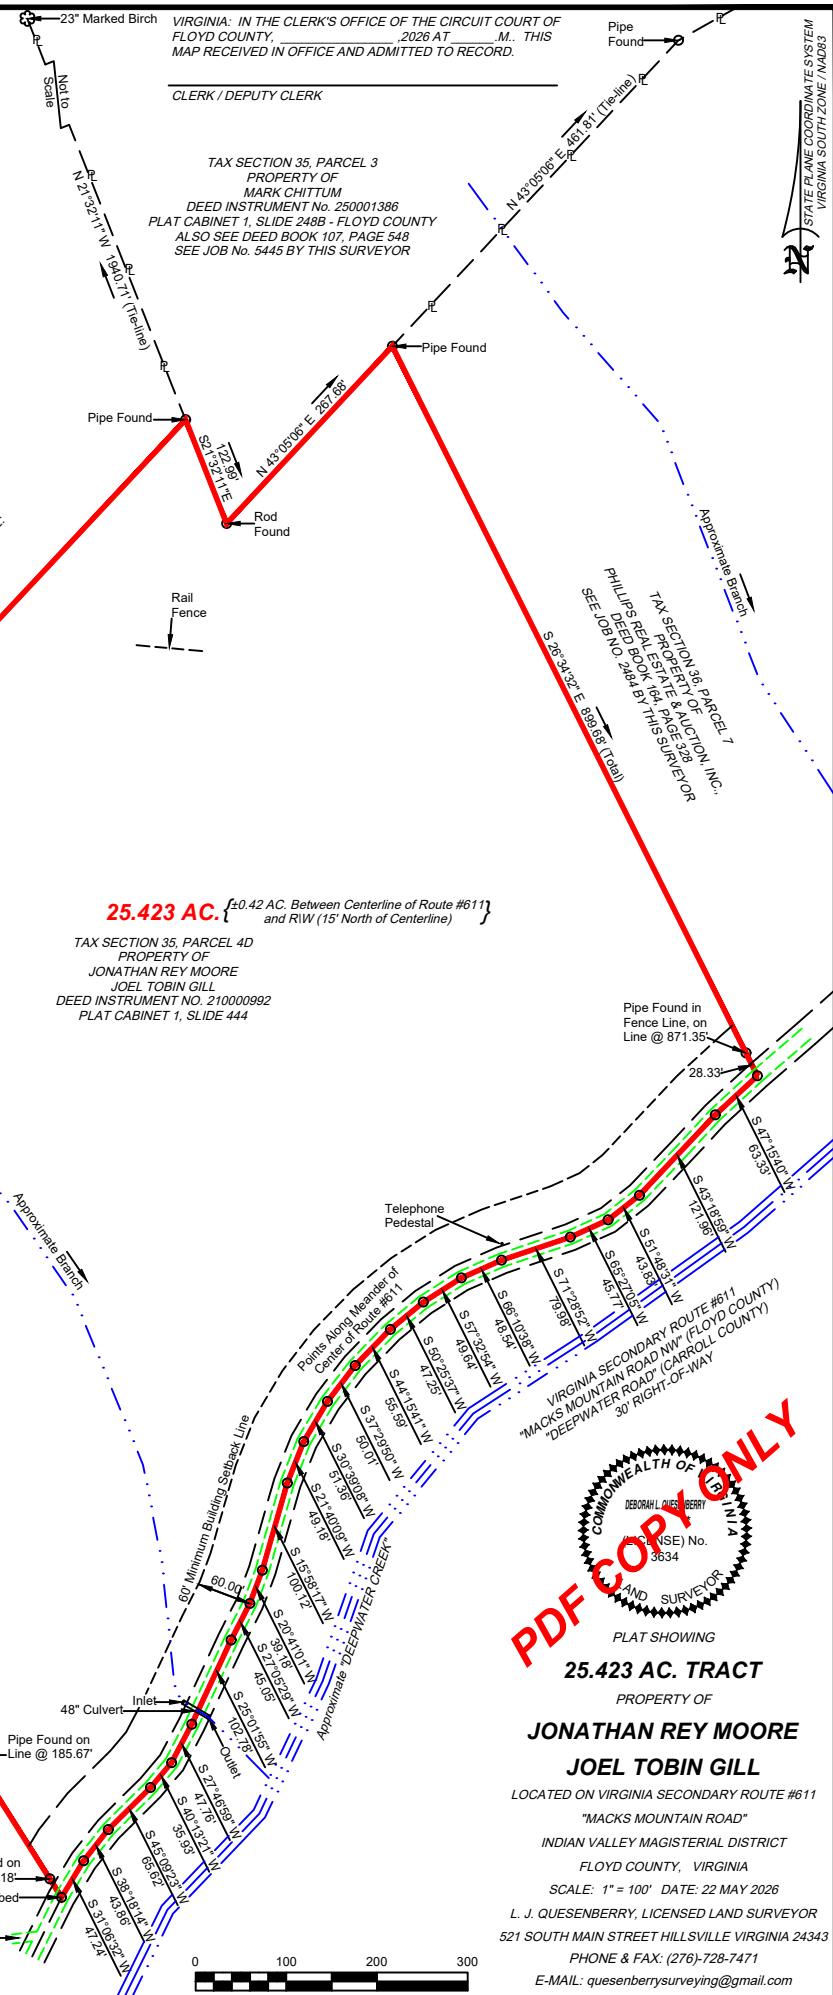 23" Marked Birch
VIRGINIA: IN THE CLERK'S OFFICE OF THE CIRCUIT COURT OF
FLOYD COUNTY, ________________ ,2026 AT ______.M.. THIS
MAP RECEIVED IN OFFICE AND ADMITTED TO RECORD.
CLERK / DEPUTY CLERK
Pipe
Found
STATE PLANE COORDINATE SYSTEM
VIRGINIA SOUTH ZONE / NAD83
N
Not to
Scale
N 21°32'11" W 1940.71' (Tie-line)
N 43°05'06" E 461.81' (Tie-line)
TAX SECTION 35, PARCEL 3
PROPERTY OF
MARK CHITTUM
DEED INSTRUMENT No. 250001386
PLAT CABINET 1, SLIDE 248B - FLOYD COUNTY
ALSO SEE DEED BOOK 107, PAGE 548
SEE JOB No. 5445 BY THIS SURVEYOR
Pipe Found
Pipe Found
122.99'
S21°32'11"E
N 43°05'06" E 267.68'
Rod
Found
Rail
Fence
Approximate Branch
S 26°34'32" E 899.68' (Total)
TAX SECTION 36, PARCEL 7
PROPERTY OF
PHILLIPS REAL ESTATE & AUCTION, INC.,
DEED BOOK 164, PAGE 328
SEE JOB NO. 2484 BY THIS SURVEYOR
25.423 AC. {±0.42 AC. Between Centerline of Route #611
and R\W (15' North of Centerline)}
TAX SECTION 35, PARCEL 4D
PROPERTY OF
JONATHAN REY MOORE
JOEL TOBIN GILL
DEED INSTRUMENT NO. 210000992
PLAT CABINET 1, SLIDE 444
Pipe Found in
Fence Line, on
Line @ 871.35'
28.33'
S 47°15'40" W
63.33'
S 43°18'59" W
121.96'
S 51°48'31" W
43.83'
S 65°27'05" W
45.77'
S 71°28'52" W
79.98'
S 66°10'38" W
48.54'
S 57°32'54" W
49.64'
S 50°25'37" W
47.25'
S 44°15'41" W
55.59'
S 37°29'50" W
50.01'
S 30°39'08" W
51.36'
S 21°40'09" W
49.18'
S 15°58'17" W
100.12'
S 20°41'01" W
39.18'
S 27°05'29" W
45.05'
S 25°01'55" W
102.78'
S 27°46'59" W
47.76'
S 40°13'21" W
35.93'
S 45°09'23" W
65.62'
S 38°18'14" W
43.86'
S 31°06'32" W
47.24'
Telephone
Pedestal
Approximate Branch
Points Along Meander of
Center of Route #611
VIRGINIA SECONDARY ROUTE #611
"MACKS MOUNTAIN ROAD NW" (FLOYD COUNTY)
"DEEPWATER ROAD" (CARROLL COUNTY)
30' RIGHT-OF-WAY
60' Minimum Building Setback Line
60.00'
Approximate "DEEPWATER CREEK"
Inlet
48" Culvert
Outlet
Pipe Found on
Line @ 185.67'
d on
18'
bed
COMMONWEALTH OF VIRGINIA
DEBORAH L. QUESENBERRY
(LICENSE) No.
3634
LAND SURVEYOR
PDF COPY ONLY
PLAT SHOWING
25.423 AC. TRACT
PROPERTY OF
JONATHAN REY MOORE
JOEL TOBIN GILL
LOCATED ON VIRGINIA SECONDARY ROUTE #611
"MACKS MOUNTAIN ROAD"
INDIAN VALLEY MAGISTERIAL DISTRICT
FLOYD COUNTY, VIRGINIA
SCALE: 1" = 100' DATE: 22 MAY 2026
L. J. QUESENBERRY, LICENSED LAND SURVEYOR
521 SOUTH MAIN STREET HILLSVILLE VIRGINIA 24343
PHONE & FAX: (276)-728-7471
E-MAIL: quesenberrysurveying@gmail.com
0 100 200 300